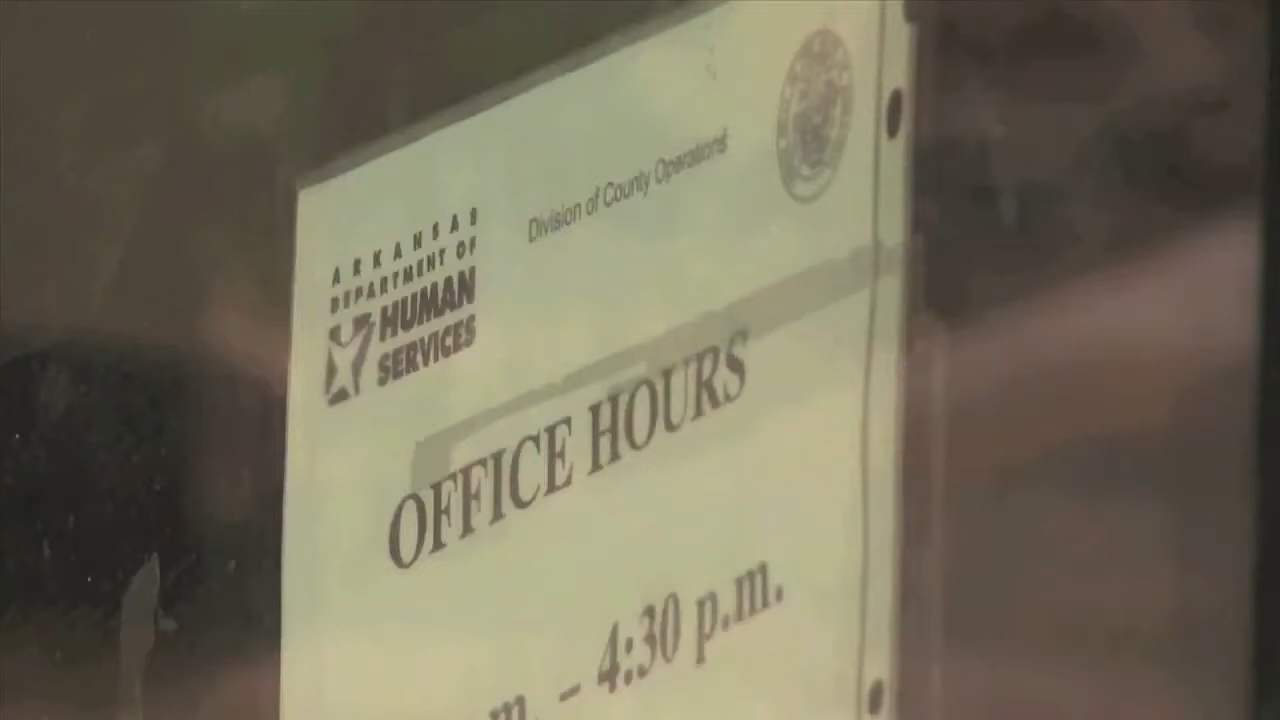 ARKANSAS
DEPARTMENT OF
HUMAN
SERVICES
Division of County Operations
OFFICE HOURS
m. – 4:30 p.m.